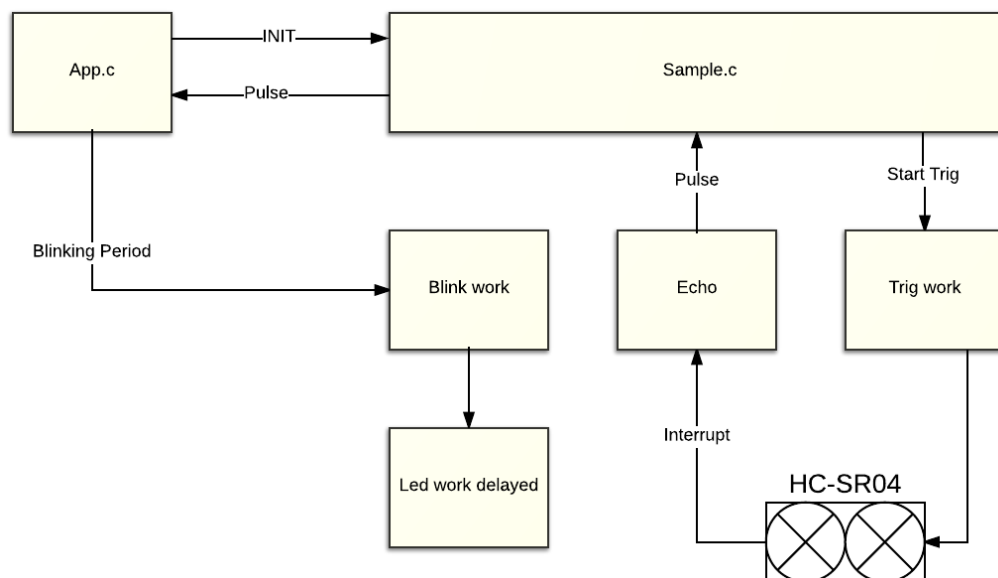 INIT
App.c
Sample.c
Pulse
Pulse
Start Trig
Blinking Period
Blink work
Echo
Trig work
Interrupt
Led work delayed
HC-SR04